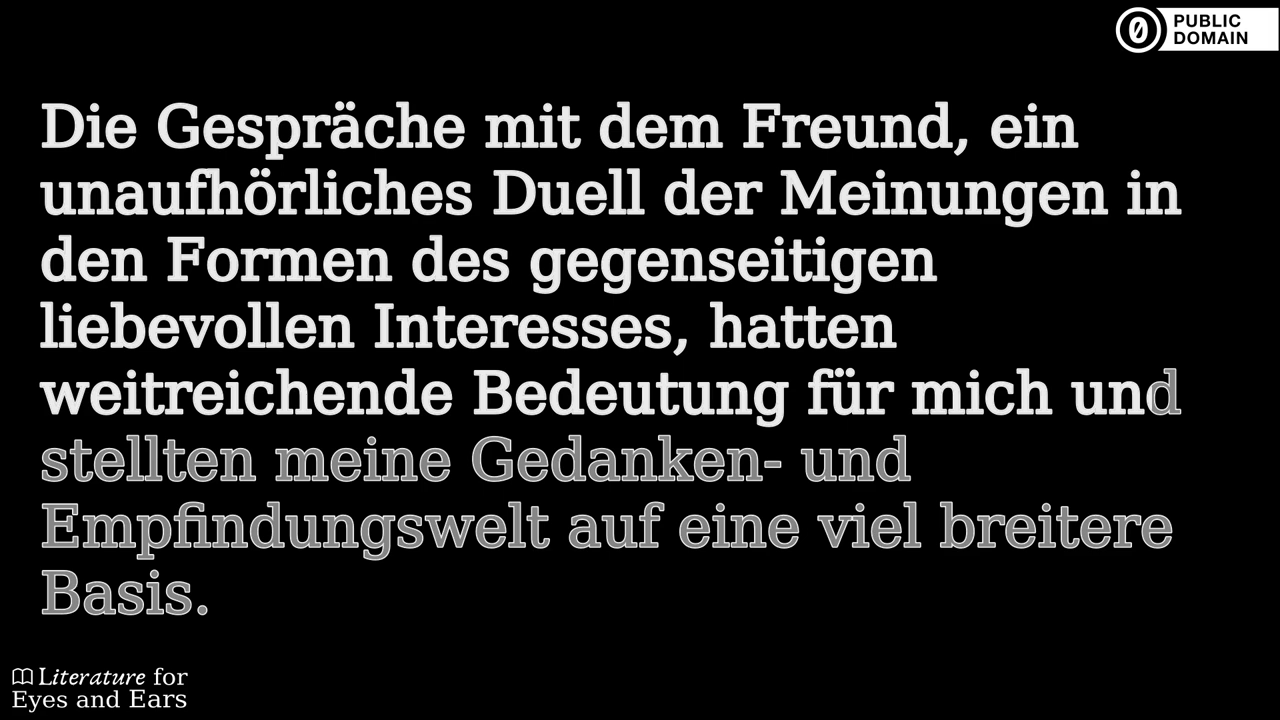 PUBLIC
DOMAIN
Die Gespräche mit dem Freund, ein
unaufhörliches Duell der Meinungen in
den Formen des gegenseitigen
liebevollen Interesses, hatten
weitreichende Bedeutung für mich und
stellten meine Gedanken- und
Empfindungswelt auf eine viel breitere
Basis.
Literature for
Eyes and Ears